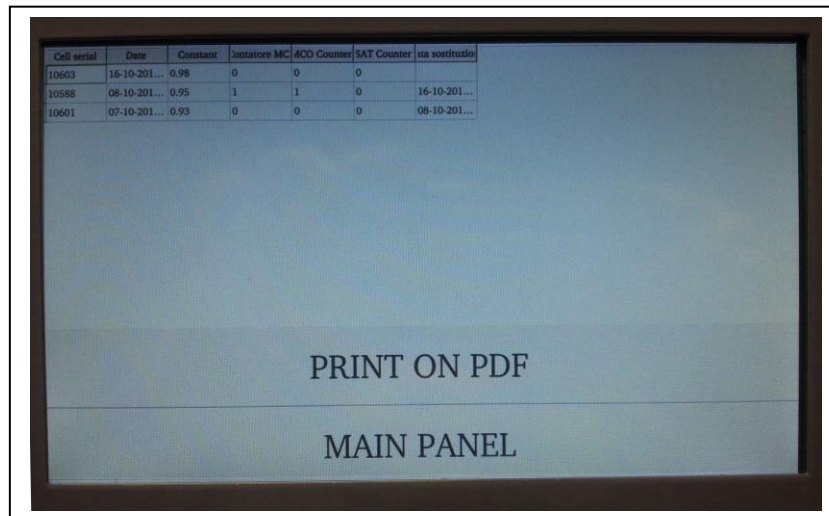 Cell serial Date Constant Contatore MC MCO Counter SAT Counter ta sostituzio
10603 16-10-201... 0.98 0 0 0
10588 08-10-201... 0.95 1 1 0 16-10-201...
10601 07-10-201... 0.93 0 0 0 08-10-201...
PRINT ON PDF
MAIN PANEL